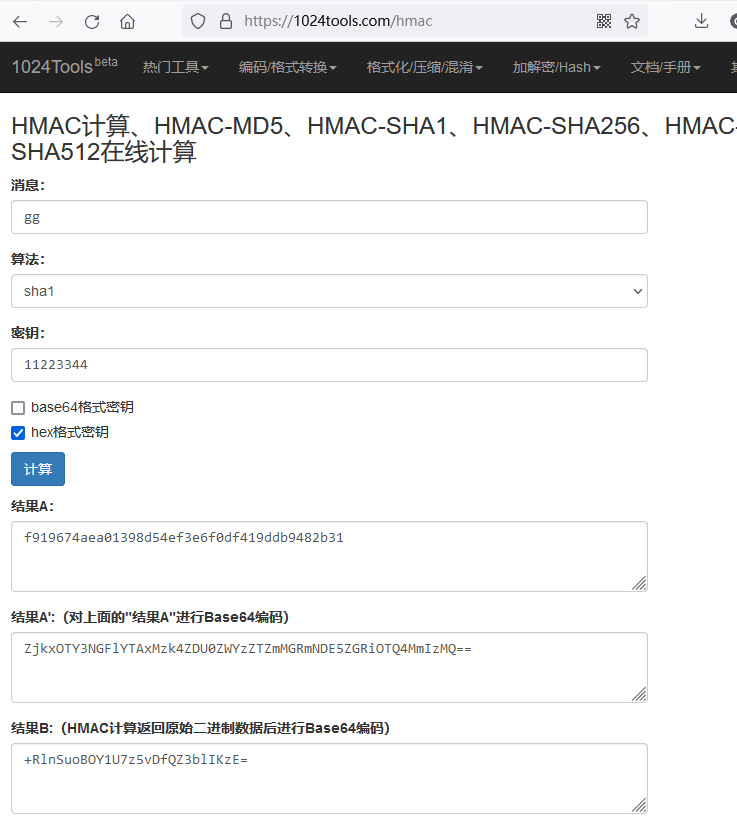 https://1024tools.com/hmac
1024Tools beta 热门工具 编码/格式转换 格式化/压缩/混淆 加解密/Hash 文档/手册
HMAC计算、HMAC-MD5、HMAC-SHA1、HMAC-SHA256、HMAC-
SHA512在线计算
消息:
gg
算法:
sha1
密钥:
11223344
base64格式密钥
hex格式密钥
计算
结果A:
f919674aea01398d54ef3e6f0df419ddb9482b31
结果A':（对上面的"结果A"进行Base64编码）
ZjkxOTY3NGFlYTAxMzk4ZDU0ZWYzZTZmMGRmNDE5ZGRiOTQ4MmIzMQ==
结果B:（HMAC计算返回原始二进制数据后进行Base64编码）
+RlnSuoBOY1U7z5vDfQZ3blIKzE=